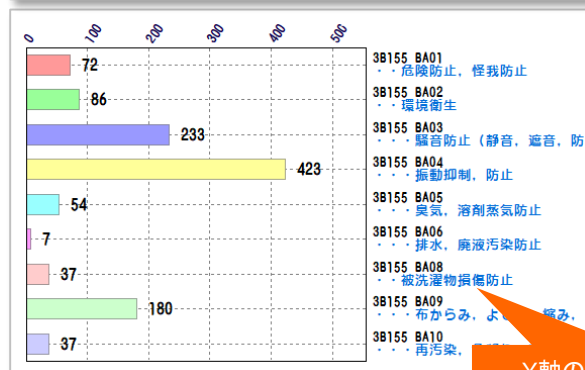 0 100 200 300 400 500
72 3B155 BA01
・・危険防止，怪我防止
86 3B155 BA02
・・環境衛生
233 3B155 BA03
・・・騒音防止（静音，遮音，防
423 3B155 BA04
・・・振動抑制，防止
54 3B155 BA05
・・・臭気，溶剤蒸気防止
7 3B155 BA06
・・・排水，廃液汚染防止
37 3B155 BA08
・・被洗濯物損傷防止
180 3B155 BA09
・・・布からみ，よ み，
37 3B155 BA10
・・・再汚染，